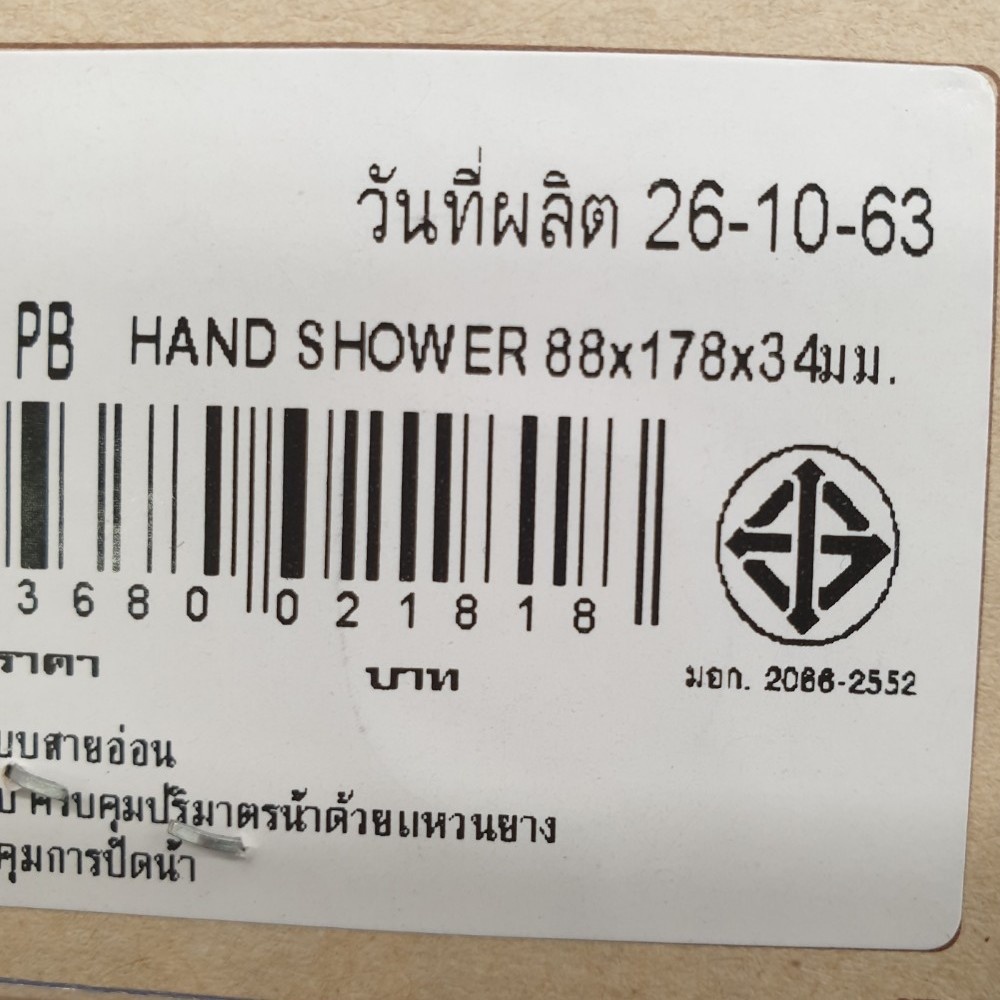 วันที่ผลิต 26-10-63
PB HAND SHOWER 88x178x34มม.
3680 021818
ราคา บาท
มอก. 2066-2552
บบสายอ่อน
ควบคุมปริมาตรน้ำด้วยแหวนยาง
คุมการปิดน้ำ